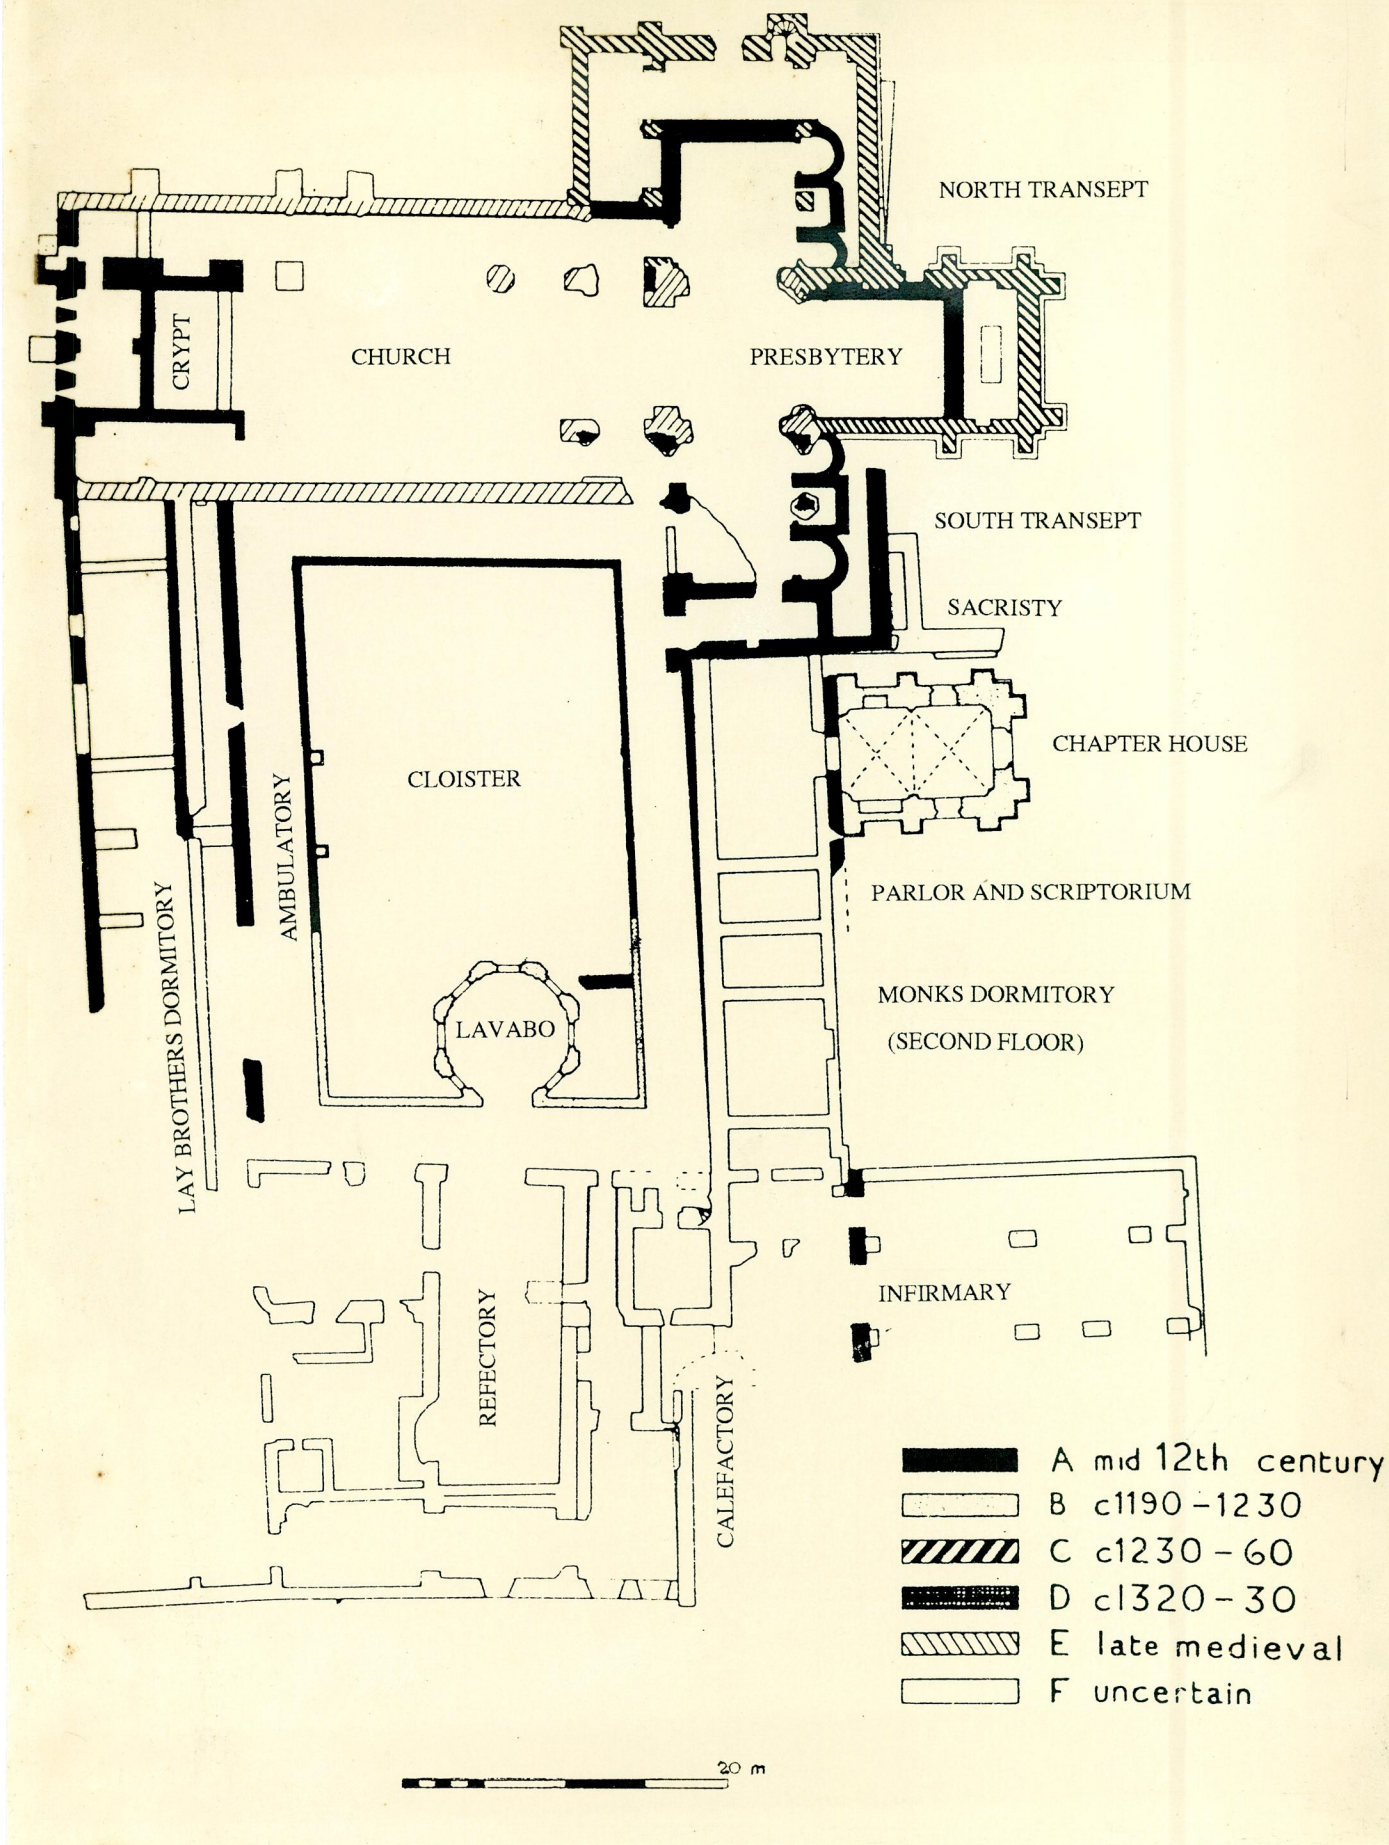 NORTH TRANSEPT
CRYPT
CHURCH
PRESBYTERY
SOUTH TRANSEPT
SACRISTY
CHAPTER HOUSE
CLOISTER
AMBULATORY
PARLOR AND SCRIPTORIUM
LAY BROTHERS DORMITORY
MONKS DORMITORY
(SECOND FLOOR)
LAVABO
INFIRMARY
REFECTORY
CALEFACTORY
A mid 12th century
B c1190-1230
C c1230-60
D c1320-30
E late medieval
F uncertain
20 m